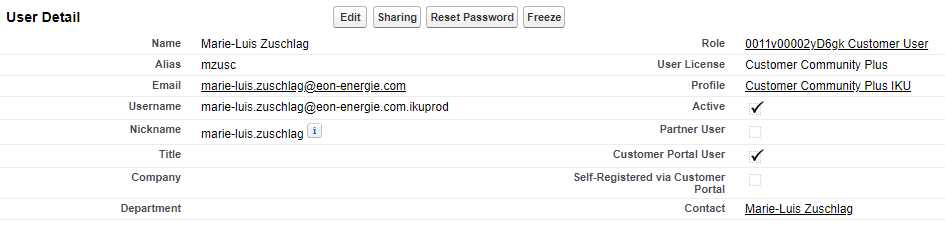 User Detail Edit Sharing Reset Password Freeze
Name Marie-Luis Zuschlag Role 0011v00002yD6gk Customer User
Alias mzusc User License Customer Community Plus
Email marie-luis.zuschlag@eon-energie.com Profile Customer Community Plus IKU
Username marie-luis.zuschlag@eon-energie.com.ikuprod Active
Nickname marie-luis.zuschlag i Partner User
Title Customer Portal User
Company Self-Registered via Customer
Portal
Department Contact Marie-Luis Zuschlag